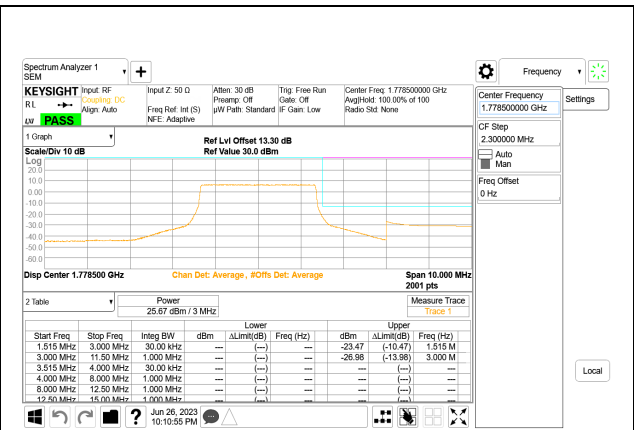 Spectrum Analyzer 1
SEM
Frequency
KEYSIGHT Input: RF Input Z: 50 Ω Atten: 30 dB Trig: Free Run Center Freq: 1.778500000 GHz
RL Coupling: DC Preamp: Off Gate: Off Avg|Hold: 100.00% of 100
Align: Auto Freq Ref: Int (S) µW Path: Standard IF Gain: Low Radio Std: None
NFE: Adaptive
LXI PASS
Center Frequency
1.778500000 GHz
Settings
CF Step
2.300000 MHz
Auto
Man
Freq Offset
0 Hz
Local
1 Graph
Ref Lvl Offset 13.30 dB
Scale/Div 10 dB Ref Value 30.0 dBm
Log
20.0
10.0
0.00
-10.0
-20.0
-30.0
-40.0
-50.0
-60.0
Disp Center 1.778500 GHz Chan Det: Average , #Offs Det: Average Span 10.000 MHz
2001 pts
2 Table
Power
25.67 dBm / 3 MHz
Measure Trace
Trace 1
Lower Upper
Start Freq Stop Freq Integ BW dBm ΔLimit(dB) Freq (Hz) dBm ΔLimit(dB) Freq (Hz)
1.515 MHz 3.000 MHz 30.00 kHz --- (---) --- -23.47 (-10.47) 1.515 M
3.000 MHz 11.50 MHz 1.000 MHz --- (---) --- -26.98 (-13.98) 3.000 M
3.515 MHz 4.000 MHz 30.00 kHz --- (---) --- --- (---) ---
4.000 MHz 8.000 MHz 1.000 MHz --- (---) --- --- (---) ---
8.000 MHz 12.50 MHz 1.000 MHz --- (---) --- --- (---) ---
12.50 MHz 15.00 MHz 1.000 MHz --- (---) --- --- (---) ---
Jun 26, 2023
10:10:55 PM